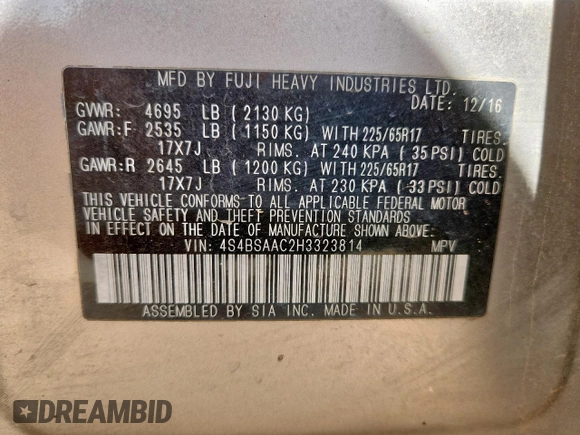 MFD BY FUJI HEAVY INDUSTRIES LTD.
DATE: 12/16
GVWR: 4695 LB ( 2130 KG)
GAWR:F 2535 LB ( 1150 KG) WITH 225/65R17 TIRES.
17X7J RIMS. AT 240 KPA ( 35 PSI) COLD
GAWR:R 2645 LB ( 1200 KG) WITH 225/65R17 TIRES.
17X7J RIMS. AT 230 KPA ( 33 PSI) COLD
THIS VEHICLE CONFORMS TO ALL APPLICABLE FEDERAL MOTOR
VEHICLE SAFETY AND THEFT PREVENTION STANDARDS
IN EFFECT ON THE DATE OF MANUFACTURE SHOWN ABOVE.
VIN: 4S4BSAAC2H3323814 MPV
ASSEMBLED BY SIA INC. MADE IN U.S.A.
DREAMBID